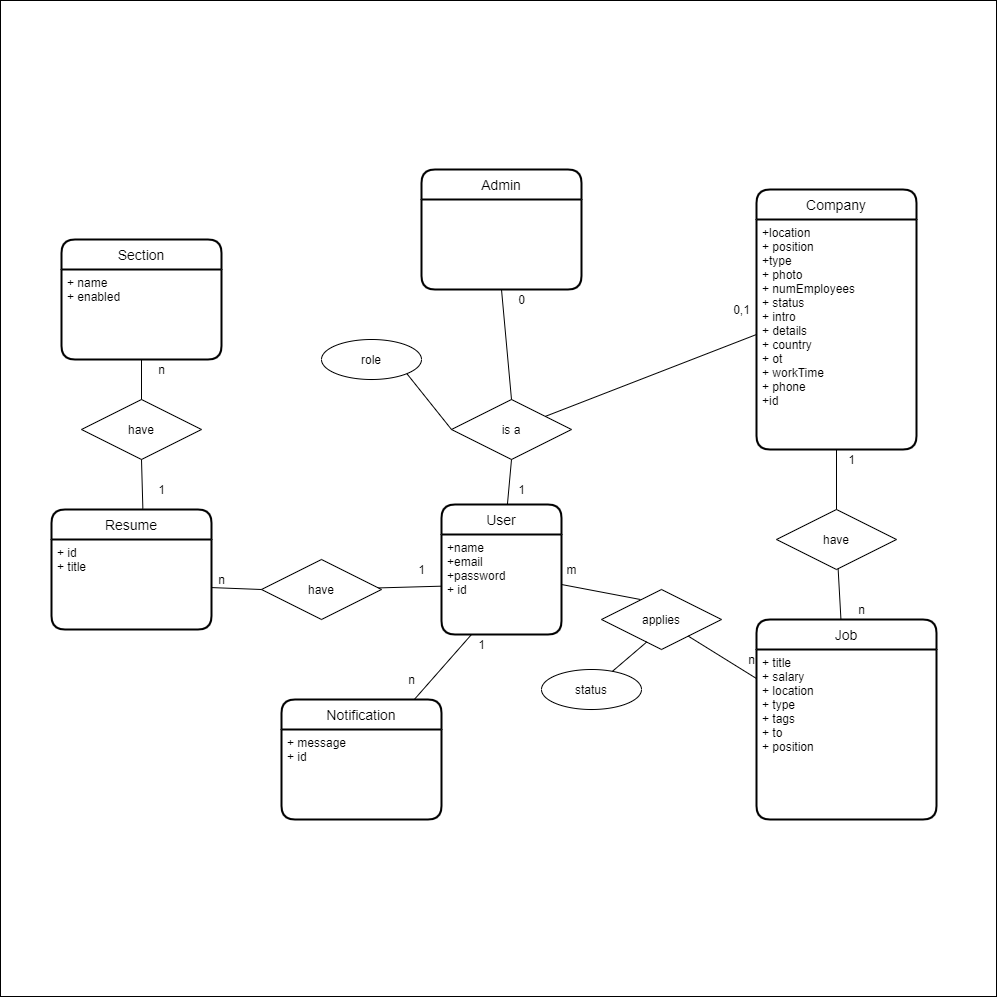 Admin
Company
+location
+ position
+type
+ photo
+ numEmployees
+ status
+ intro
+ details
+ country
+ ot
+ workTime
+ phone
+id
Section
+ name
+ enabled
0
0,1
role
n
have
is a
1
1
1
Resume
+ id
+ title
User
+name
+email
+password
+ id
have
n
have
1
m
applies
n
1
n
status
n
Job
+ title
+ salary
+ location
+ type
+ tags
+ to
+ position
Notification
+ message
+ id